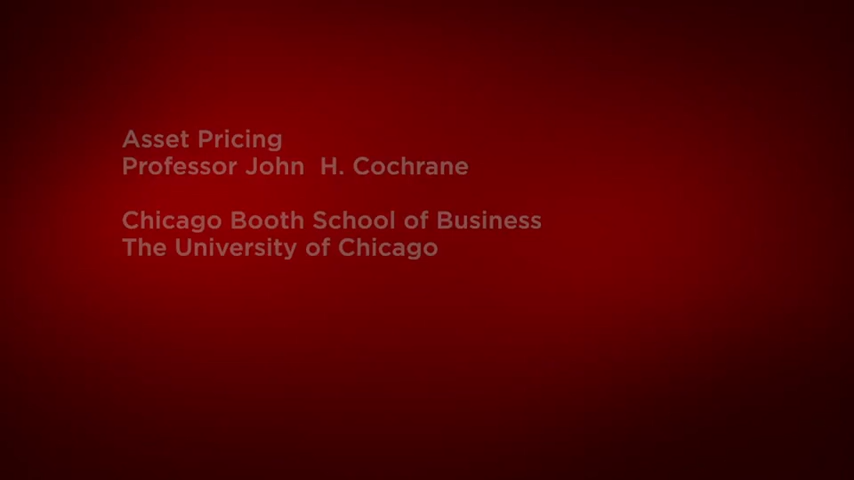 Asset Pricing
Professor John H. Cochrane
Chicago Booth School of Business
The University of Chicago